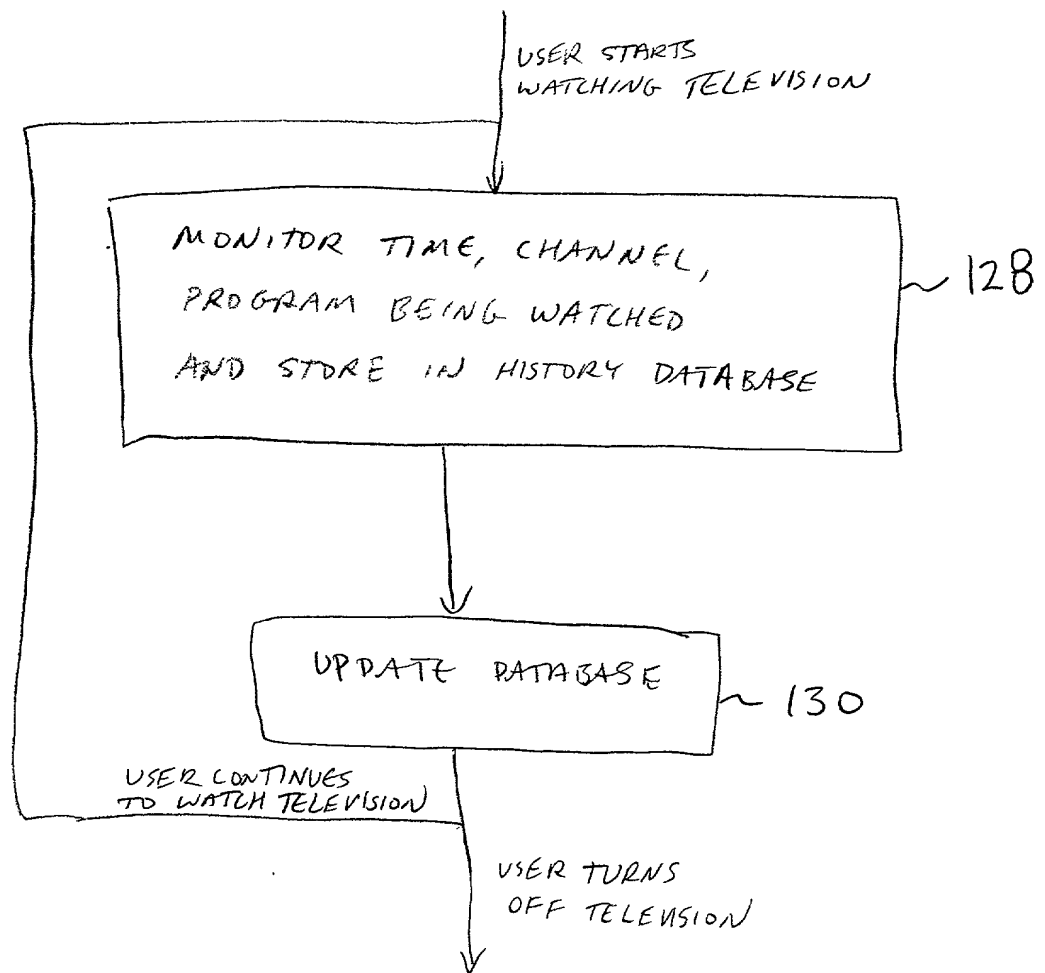 USER STARTS
WATCHING TELEVISION
MONITOR TIME, CHANNEL,
PROGRAM BEING WATCHED
AND STORE IN HISTORY DATABASE
128
UPDATE DATABASE
130
USER CONTINUES
TO WATCH TELEVISION
USER TURNS
OFF TELEVISION